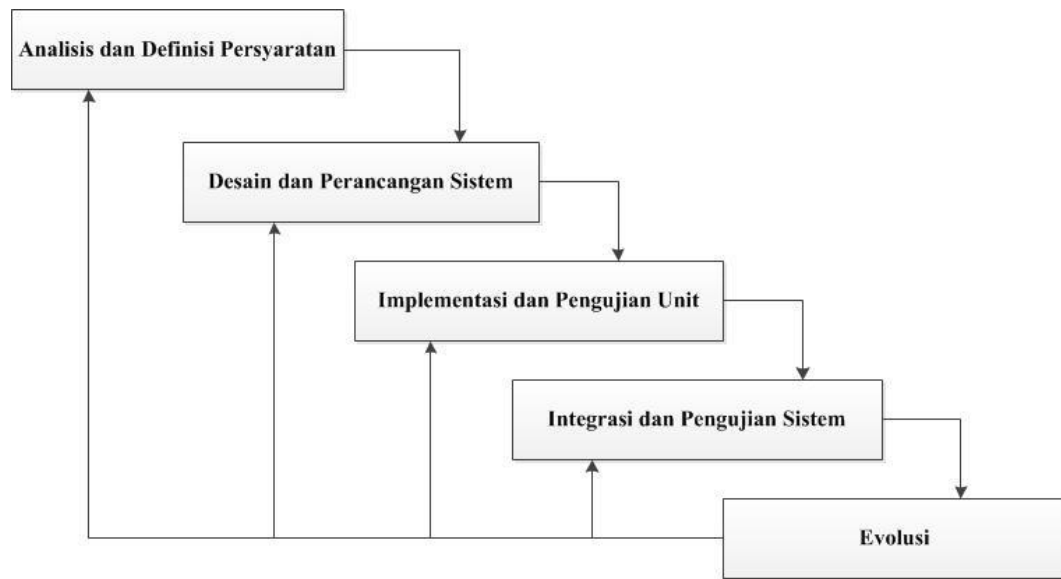 Analisis dan Definisi Persyaratan
Desain dan Perancangan Sistem
Implementasi dan Pengujian Unit
Integrasi dan Pengujian Sistem
Evolusi